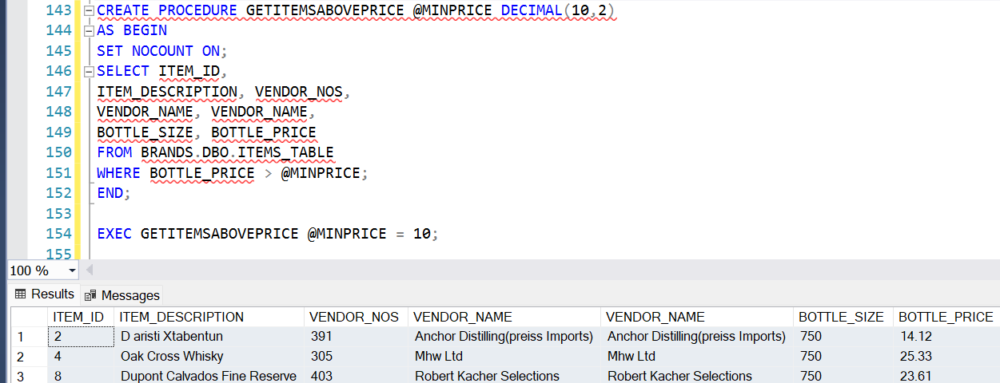 143 CREATE PROCEDURE GETITEMSABOVEPRICE @MINPRICE DECIMAL(10,2)
144 AS BEGIN
145 SET NOCOUNT ON;
146 SELECT ITEM_ID,
147 ITEM_DESCRIPTION, VENDOR_NOS,
148 VENDOR_NAME, VENDOR_NAME,
149 BOTTLE_SIZE, BOTTLE_PRICE
150 FROM BRANDS.DBO.ITEMS_TABLE
151 WHERE BOTTLE_PRICE > @MINPRICE;
152 END;
153
154 EXEC GETITEMSABOVEPRICE @MINPRICE = 10;
155
100 %
Results Messages
ITEM_ID ITEM_DESCRIPTION VENDOR_NOS VENDOR_NAME VENDOR_NAME BOTTLE_SIZE BOTTLE_PRICE
1 2 D aristi Xtabentun 391 Anchor Distilling(preiss Imports) Anchor Distilling(preiss Imports) 750 14.12
2 4 Oak Cross Whisky 305 Mhw Ltd Mhw Ltd 750 25.33
3 8 Dupont Calvados Fine Reserve 403 Robert Kacher Selections Robert Kacher Selections 750 23.61